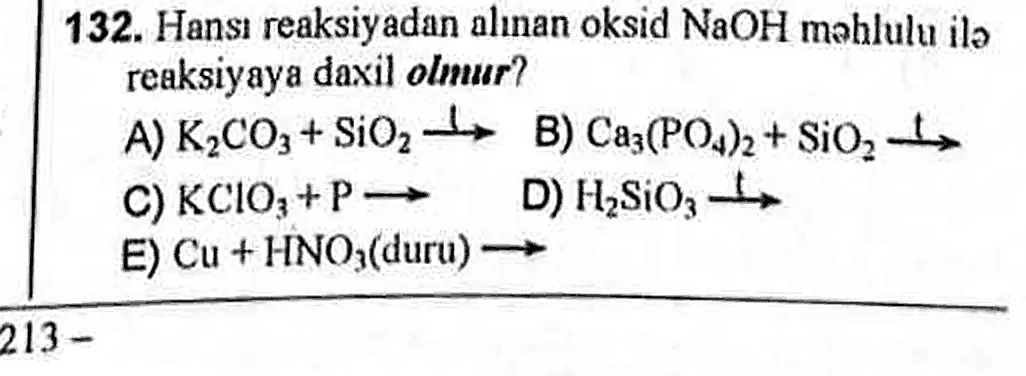 132. Hansı reaksiyadan alınan oksid NaOH məhlulu ilə
reaksiyaya daxil olmur?
A) K₂CO₃ + SiO₂ —t→ B) Ca₃(PO₄)₂ + SiO₂ —t→
C) KClO₃ + P → D) H₂SiO₃ —t→
E) Cu + HNO₃(duru) →
213 –